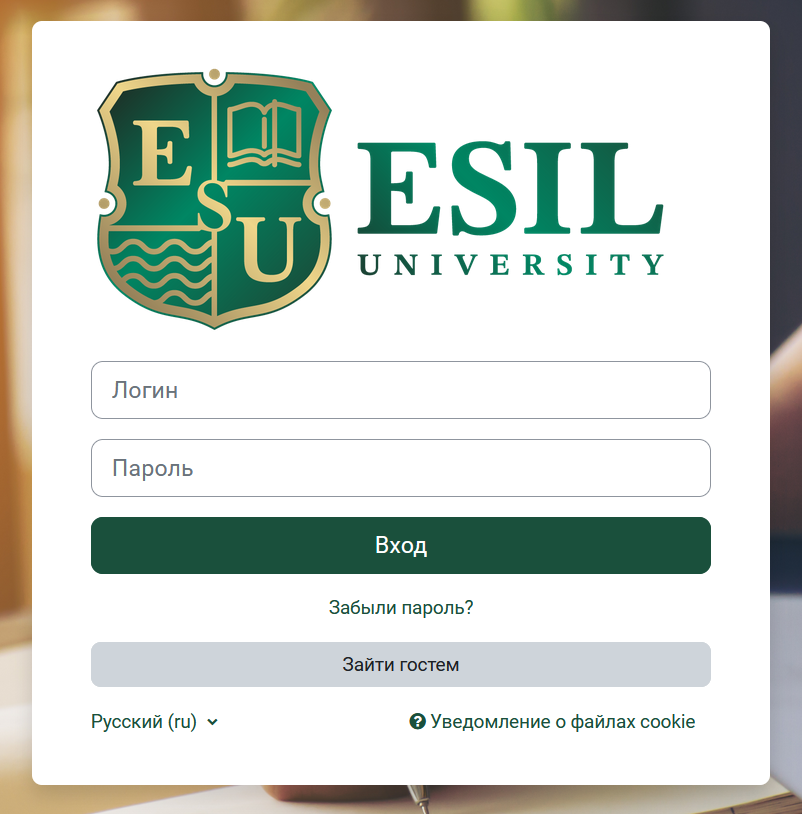 E
S
U
ESIL
UNIVERSITY
Логин
Пароль
Вход
Забыли пароль?
Зайти гостем
Русский (ru)
Уведомление о файлах cookie